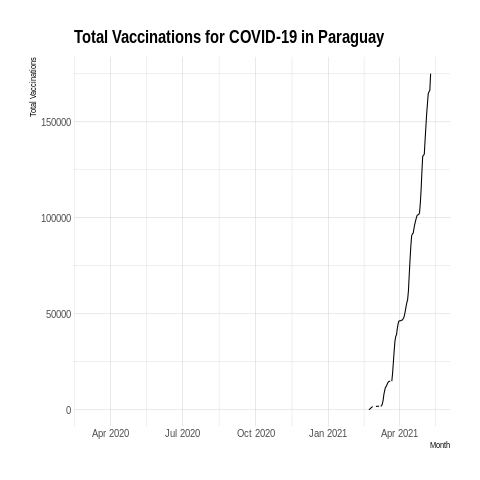 Total Vaccinations for COVID-19 in Paraguay
Total Vaccinations
150000
100000
50000
0
Apr 2020 Jul 2020 Oct 2020 Jan 2021 Apr 2021
Month